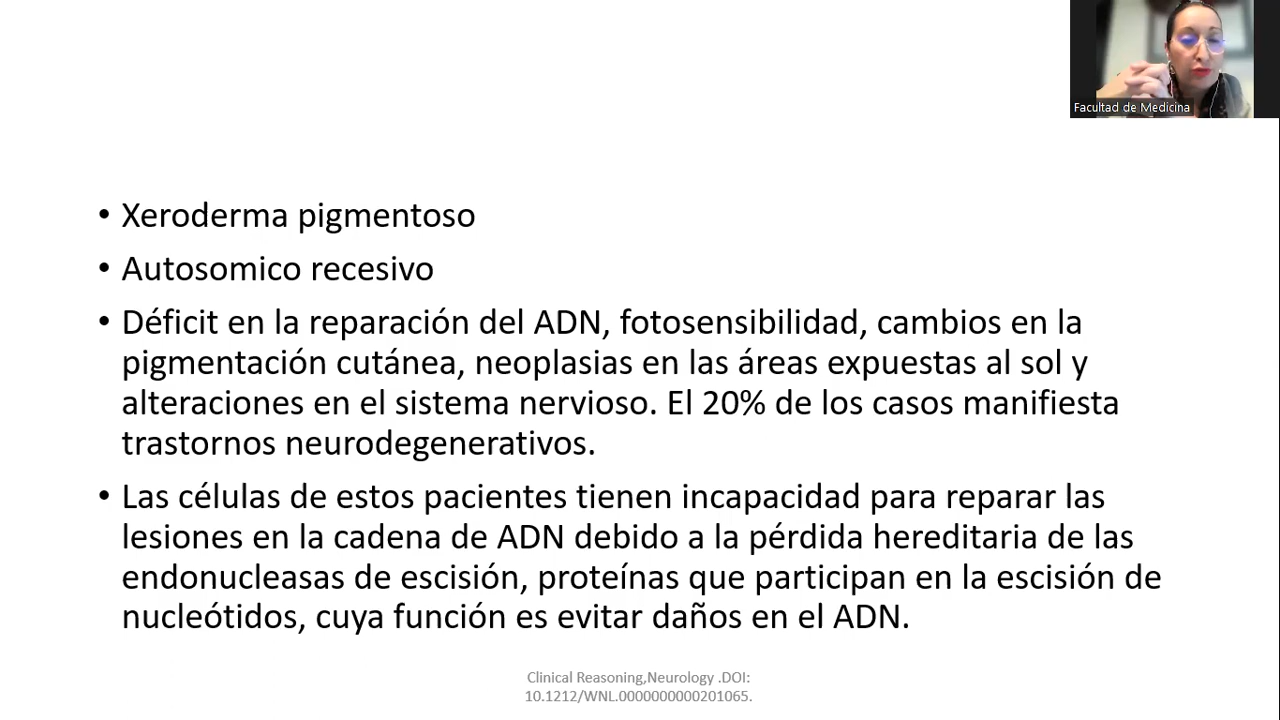 Facultad de Medicina
• Xeroderma pigmentoso
• Autosomico recesivo
• Déficit en la reparación del ADN, fotosensibilidad, cambios en la
pigmentación cutánea, neoplasias en las áreas expuestas al sol y
alteraciones en el sistema nervioso. El 20% de los casos manifiesta
trastornos neurodegenerativos.
• Las células de estos pacientes tienen incapacidad para reparar las
lesiones en la cadena de ADN debido a la pérdida hereditaria de las
endonucleasas de escisión, proteínas que participan en la escisión de
nucleótidos, cuya función es evitar daños en el ADN.
Clinical Reasoning,Neurology .DOI:
10.1212/WNL.0000000000201065.